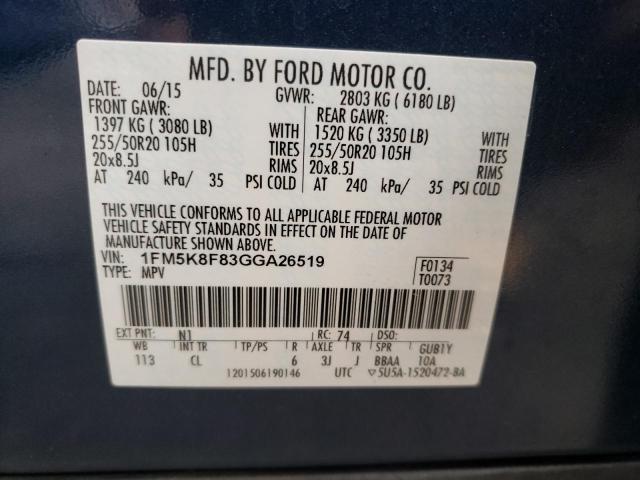 MFD. BY FORD MOTOR CO.
DATE: 06/15 GVWR: 2803 KG ( 6180 LB)
FRONT GAWR: REAR GAWR:
1397 KG ( 3080 LB) WITH 1520 KG ( 3350 LB) WITH
255/50R20 105H TIRES 255/50R20 105H TIRES
20x8.5J RIMS 20x8.5J RIMS
AT 240 kPa/ 35 PSI COLD AT 240 kPa/ 35 PSI COLD
THIS VEHICLE CONFORMS TO ALL APPLICABLE FEDERAL MOTOR
VEHICLE SAFETY STANDARDS IN EFFECT ON THE DATE OF
MANUFACTURE SHOWN ABOVE.
VIN: 1FM5K8F83GGA26519 F0134
TYPE: MPV T0073
EXT PNT: N1 RC: 74 DSO:
WB INT TR TP/PS R AXLE TR SPR GUB1Y
113 CL 6 3J J BBAA 10A
1201506190146 UTC ▽5U5A-1520472-BA